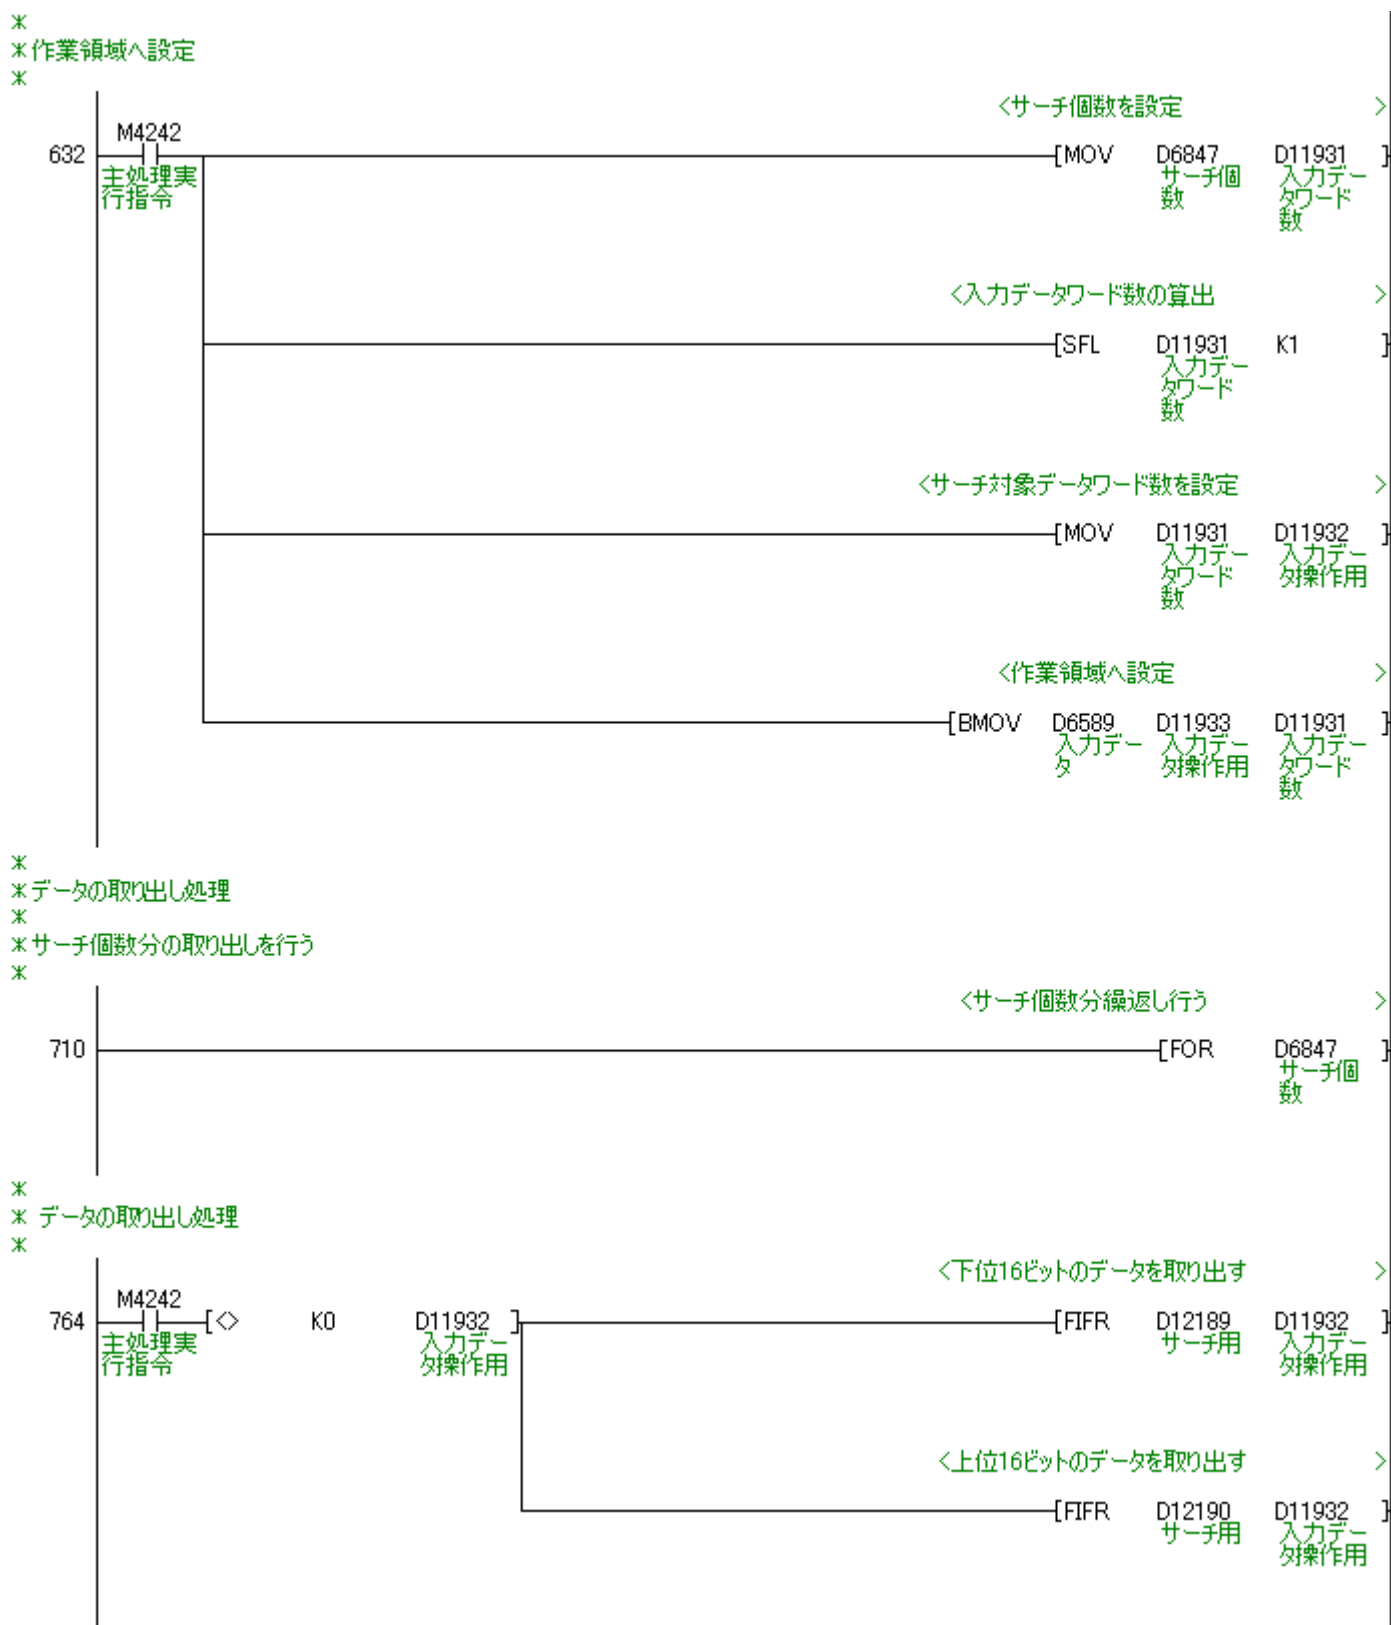 *
*作業領域へ設定
*
<サーチ個数を設定 >
M4242
632 [MOV D6847 D11931 ]
主処理実 サーチ個 入力デー
行指令 数 タワード
数
<入力データワード数の算出 >
[SFL D11931 K1 ]
入力デー
タワード
数
<サーチ対象データワード数を設定 >
[MOV D11931 D11932 ]
入力デー 入力デー
タワード タ操作用
数
<作業領域へ設定 >
[BMOV D6589 D11933 D11931 ]
入力デー 入力デー 入力デー
タ タ操作用 タワード
数
*
*データの取り出し処理
*
*サーチ個数分の取り出しを行う
*
<サーチ個数分繰返し行う >
710 [FOR D6847 ]
サーチ個
数
*
* データの取り出し処理
*
<下位16ビットのデータを取り出す >
M4242
764 [<> K0 D11932 ] [FIFR D12189 D11932 ]
主処理実 入力デー サーチ用 入力デー
行指令 タ操作用 タ操作用
<上位16ビットのデータを取り出す >
[FIFR D12190 D11932 ]
サーチ用 入力デー
タ操作用